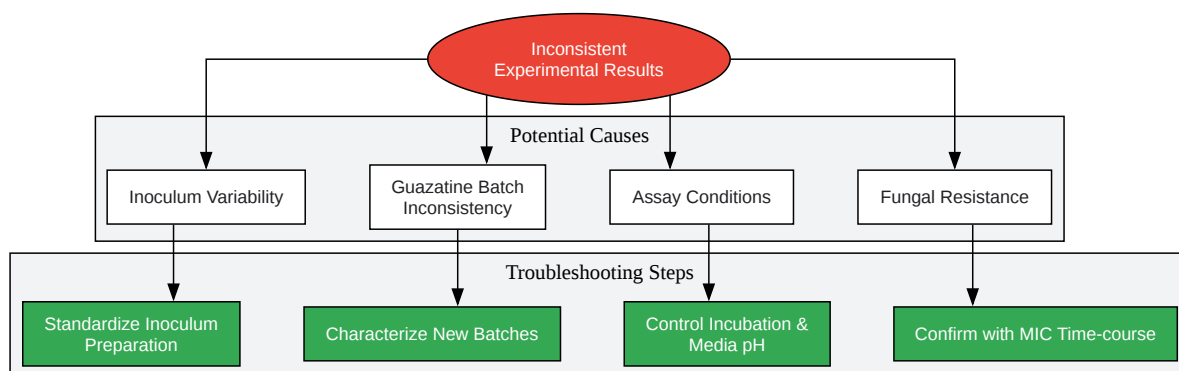 Inconsistent
Experimental Results
Potential Causes
Inoculum Variability
Guazatine Batch
Inconsistency
Assay Conditions
Fungal Resistance
Troubleshooting Steps
Standardize Inoculum
Preparation
Characterize New Batches
Control Incubation &
Media pH
Confirm with MIC Time-course